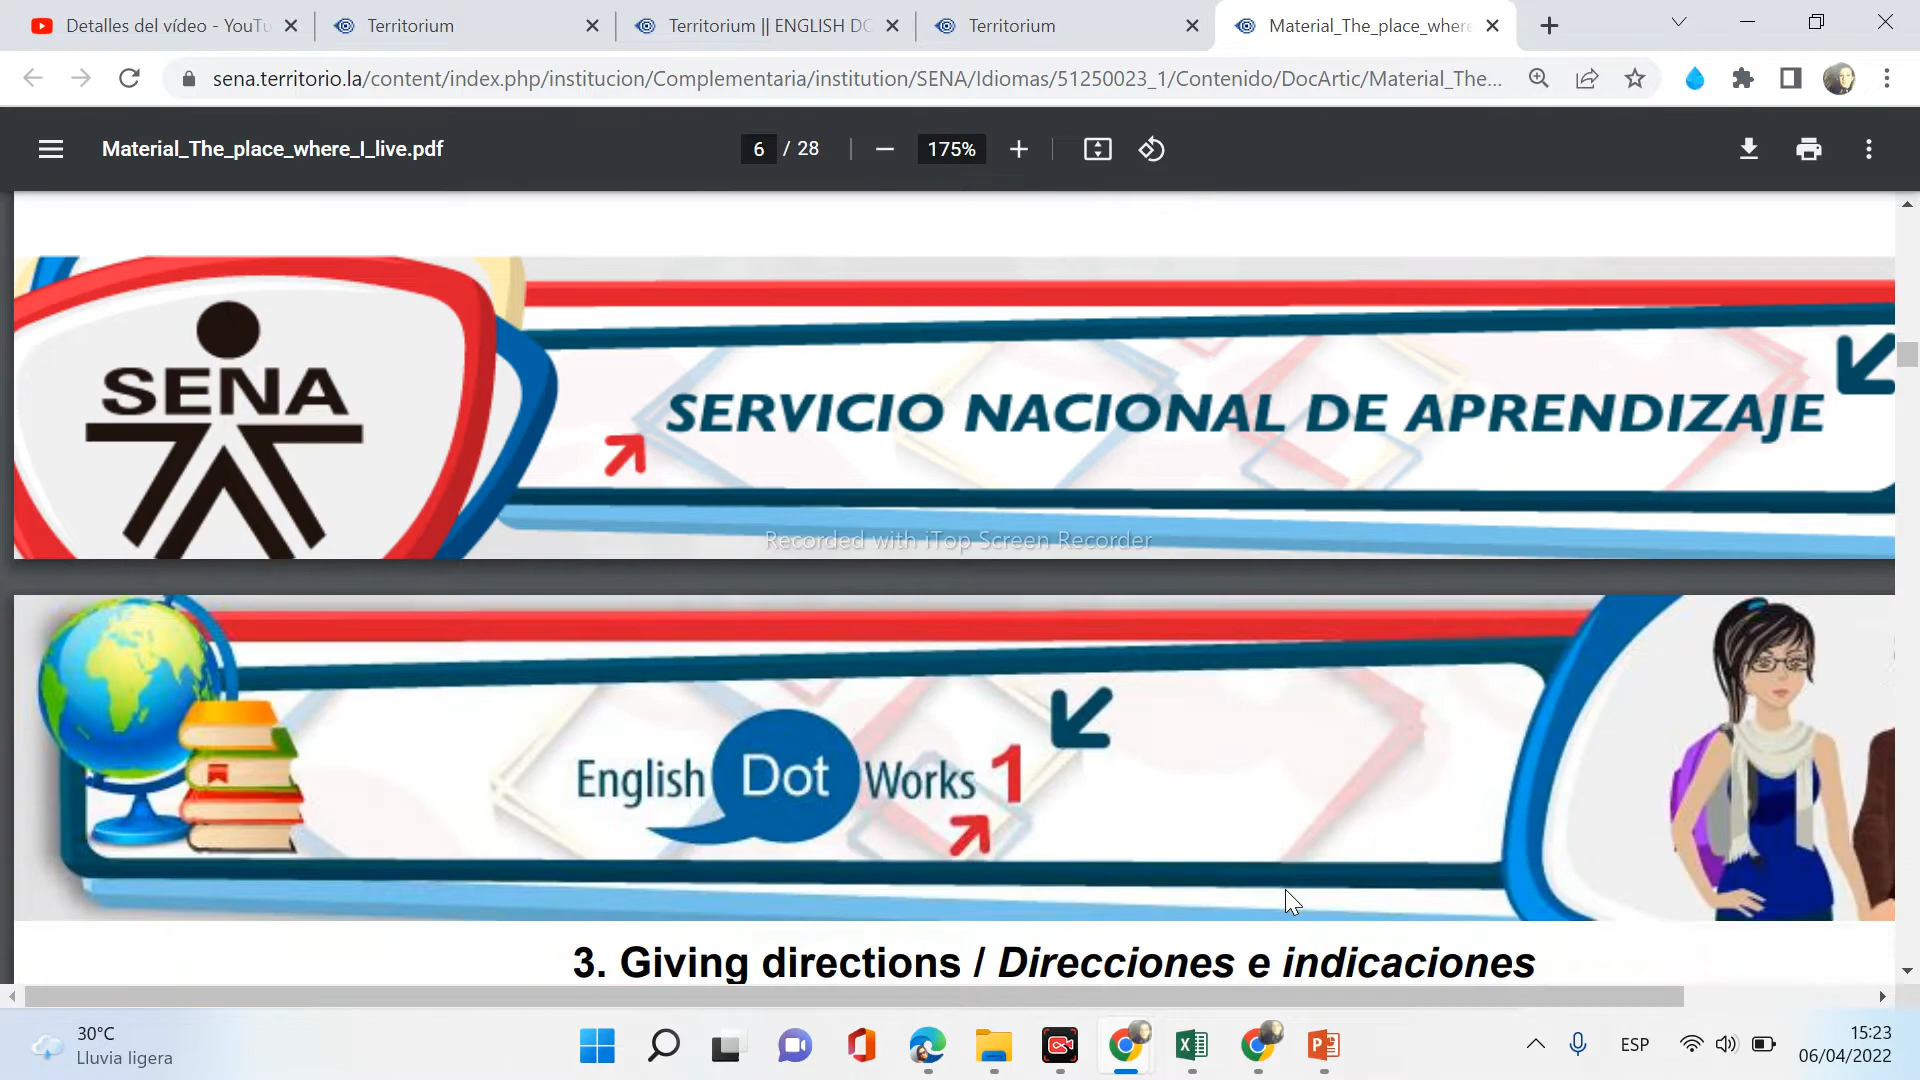 Detalles del vídeo - YouTu
Territorium
Territorium || ENGLISH DO
Territorium
Material_The_place_where
sena.territorio.la/content/index.php/institucion/Complementaria/institution/SENA/Idiomas/51250023_1/Contenido/DocArtic/Material_The...
Material_The_place_where_I_live.pdf
6 / 28
175%
SENA
SERVICIO NACIONAL DE APRENDIZAJE
Recorded with iTop Screen Recorder
English Dot Works 1
3. Giving directions / Direcciones e indicaciones
30°C
Lluvia ligera
ESP
15:23
06/04/2022